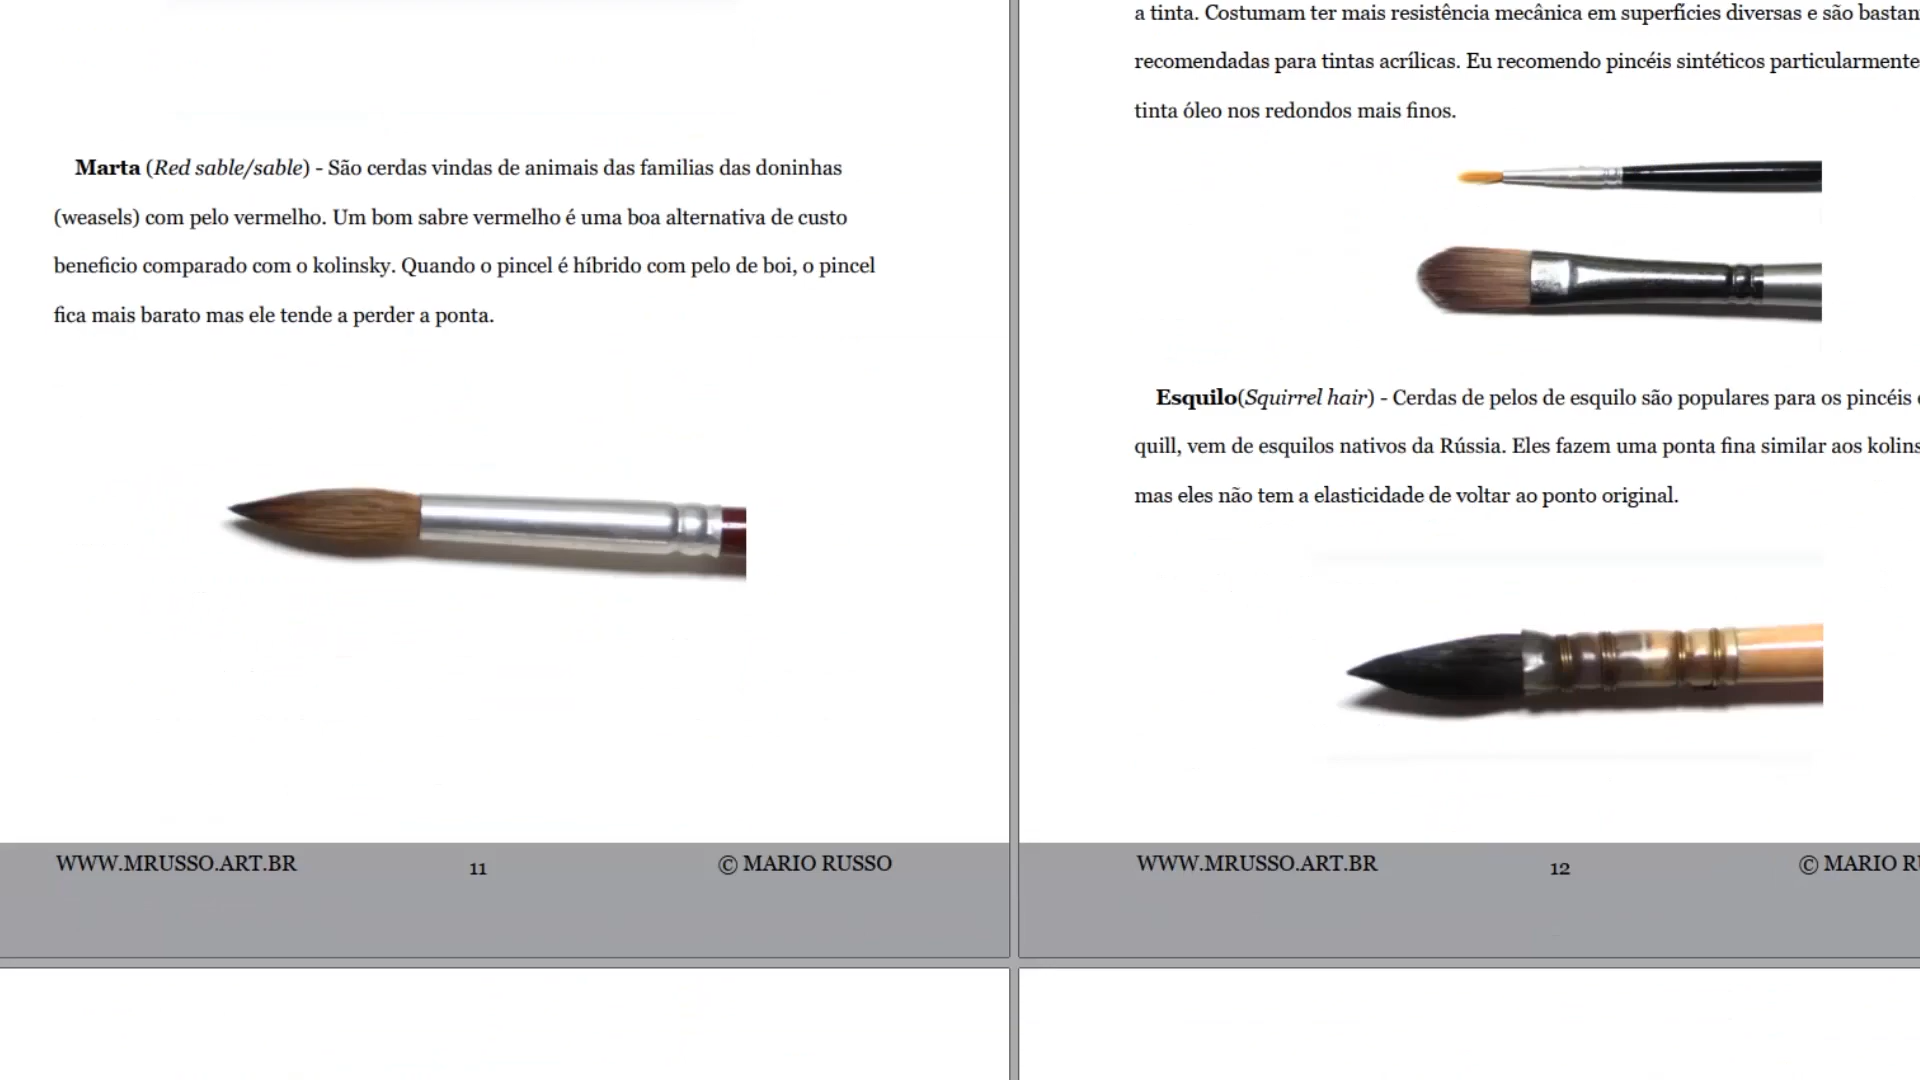 Marta (Red sable/sable) - São cerdas vindas de animais das familias das doninhas
(weasels) com pelo vermelho. Um bom sabre vermelho é uma boa alternativa de custo
beneficio comparado com o kolinsky. Quando o pincel é híbrido com pelo de boi, o pincel
fica mais barato mas ele tende a perder a ponta.
WWW.MRUSSO.ART.BR
11
© MARIO RUSSO
a tinta. Costumam ter mais resistência mecânica em superfícies diversas e são bastan
recomendadas para tintas acrílicas. Eu recomendo pincéis sintéticos particularmente
tinta óleo nos redondos mais finos.
Esquilo(Squirrel hair) - Cerdas de pelos de esquilo são populares para os pincéis
quill, vem de esquilos nativos da Rússia. Eles fazem uma ponta fina similar aos kolins
mas eles não tem a elasticidade de voltar ao ponto original.
WWW.MRUSSO.ART.BR
12
© MARIO R